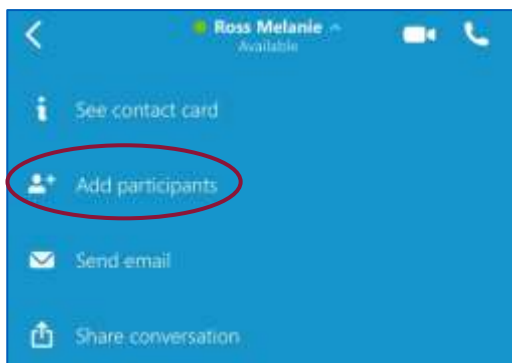 Ross Melanie
Available
See contact card
Add participants
Send email
Share conversation